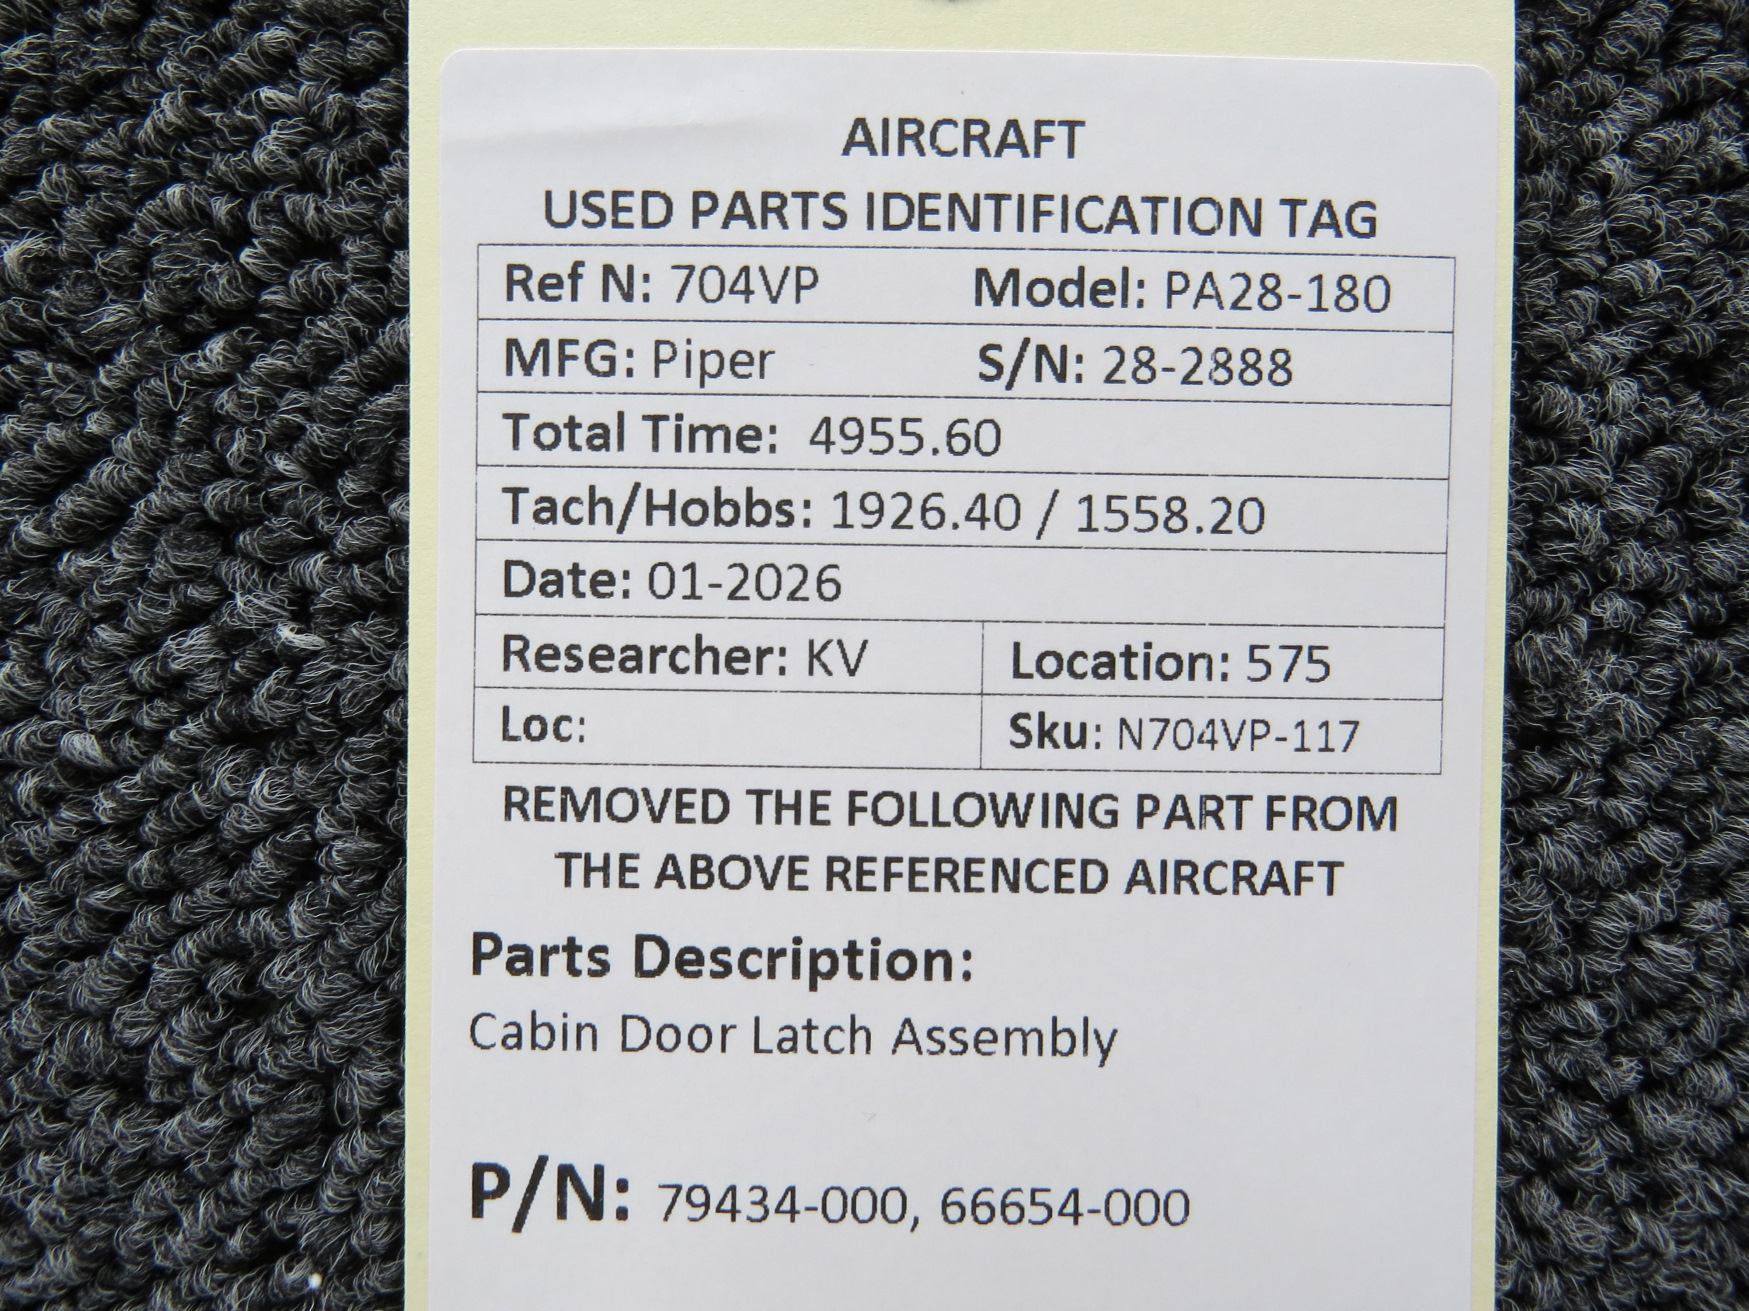 AIRCRAFT
USED PARTS IDENTIFICATION TAG
Ref N: 704VP Model: PA28-180
MFG: Piper S/N: 28-2888
Total Time: 4955.60
Tach/Hobbs: 1926.40 / 1558.20
Date: 01-2026
Researcher: KV Location: 575
Loc: Sku: N704VP-117
REMOVED THE FOLLOWING PART FROM
THE ABOVE REFERENCED AIRCRAFT
Parts Description:
Cabin Door Latch Assembly
P/N: 79434-000, 66654-000